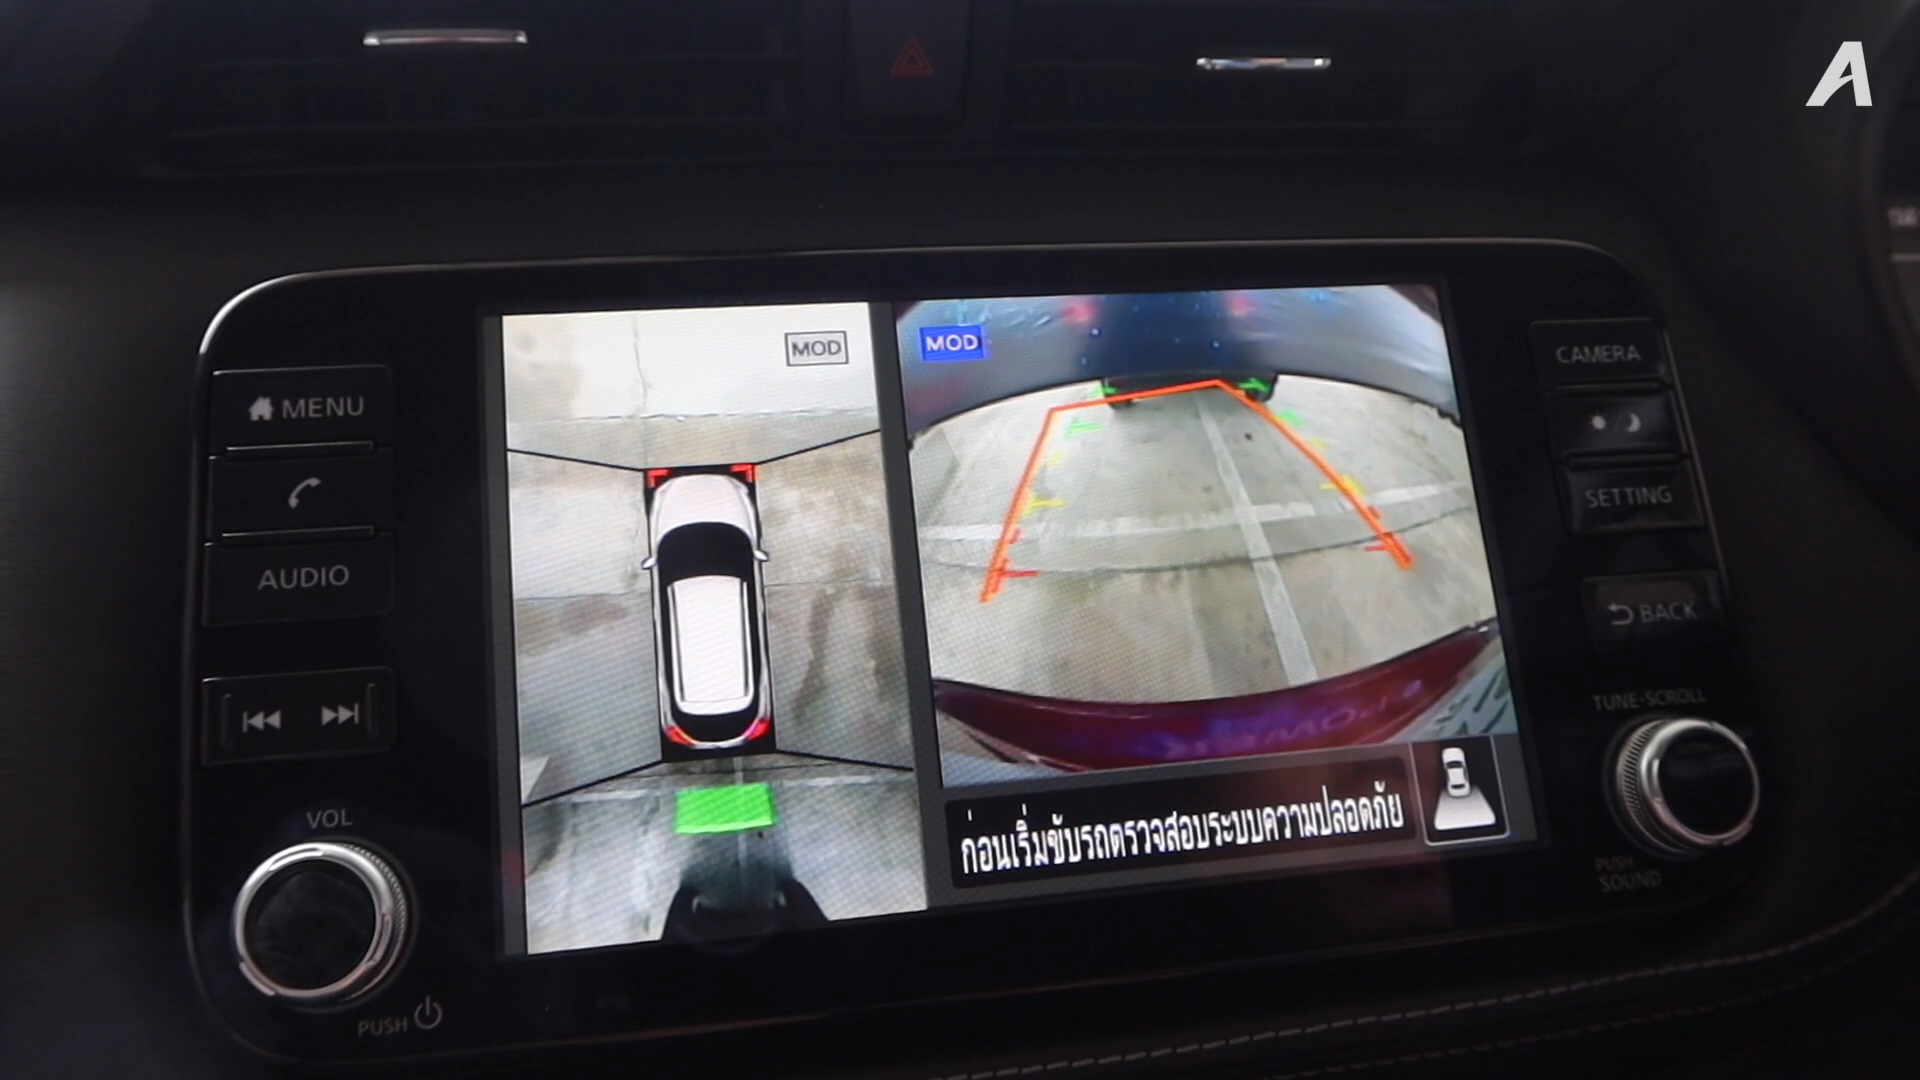 MENU
AUDIO
VOL
PUSH
MOD
MOD
ก่อนเริ่มขับรถตรวจสอบระบบความปลอดภัย
CAMERA
SETTING
BACK
TUNE·SCROLL
PUSH
SOUND
A